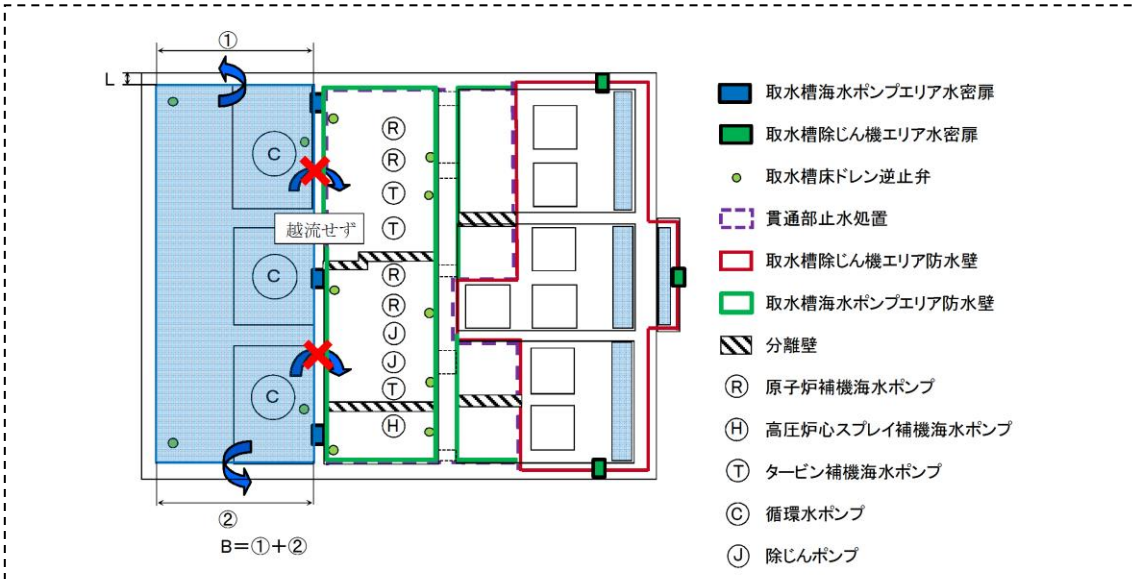 ①
L
C
越流せず
C
C
②
B=①+②
R
R
T
T
R
R
J
J
T
H
取水槽海水ポンプエリア水密扉
取水槽除じん機エリア水密扉
取水槽床ドレン逆止弁
貫通部止水処置
取水槽除じん機エリア防水壁
取水槽海水ポンプエリア防水壁
分離壁
R 原子炉補機海水ポンプ
H 高圧炉心スプレイ補機海水ポンプ
T タービン補機海水ポンプ
C 循環水ポンプ
J 除じんポンプ